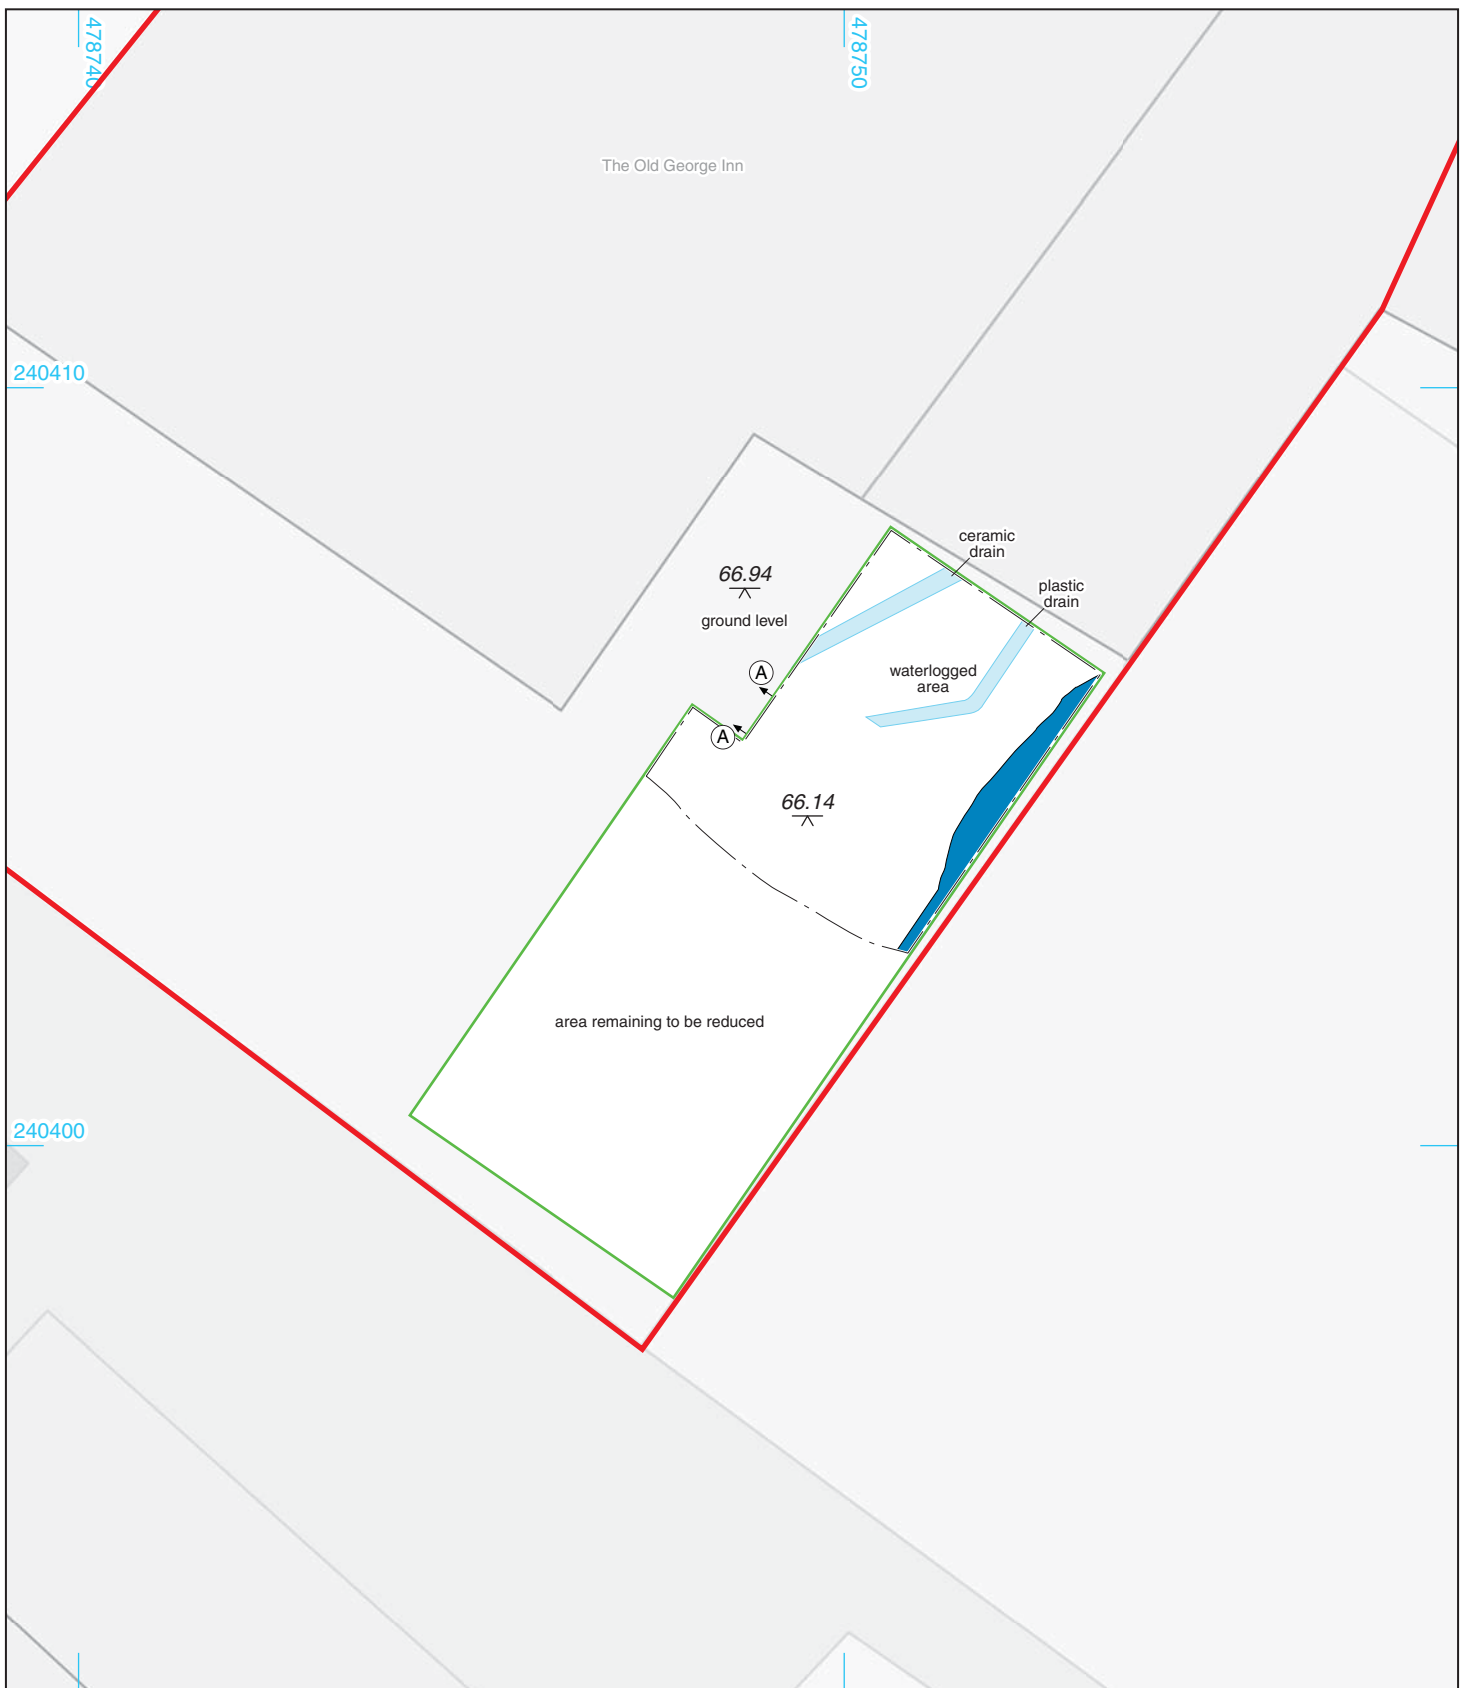 478740
478750
The Old George Inn
240410
ceramic
drain
66.94
plastic
drain
ground level
A
waterlogged
area
A
66.14
area remaining to be reduced
240400